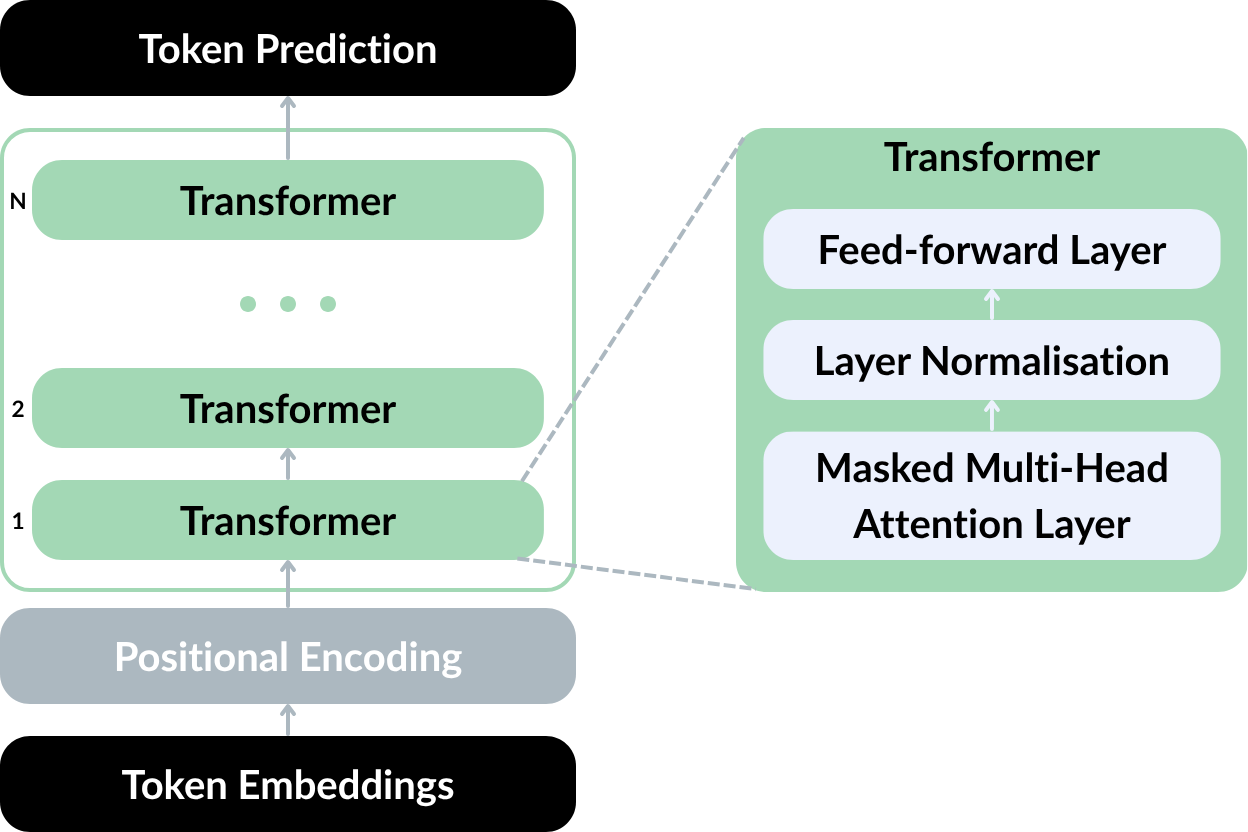 Token Prediction
N
Transformer
2
Transformer
1
Transformer
Positional Encoding
Token Embeddings
Transformer
Feed-forward Layer
Layer Normalisation
Masked Multi-Head
Attention Layer